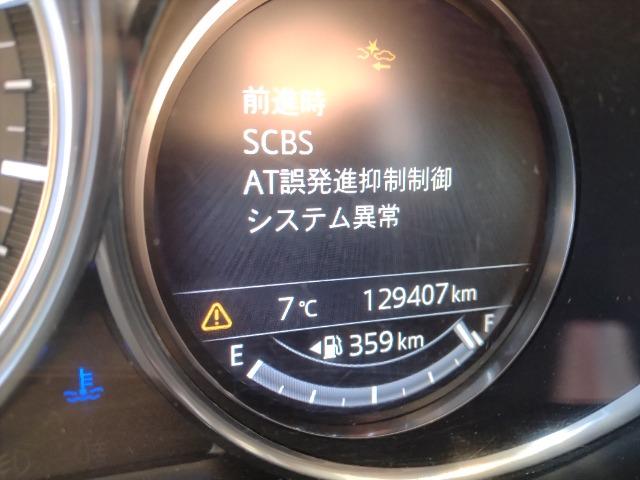 前進時
SCBS
AT誤発進抑制制御
システム異常
7℃ 129407km
E 359km F